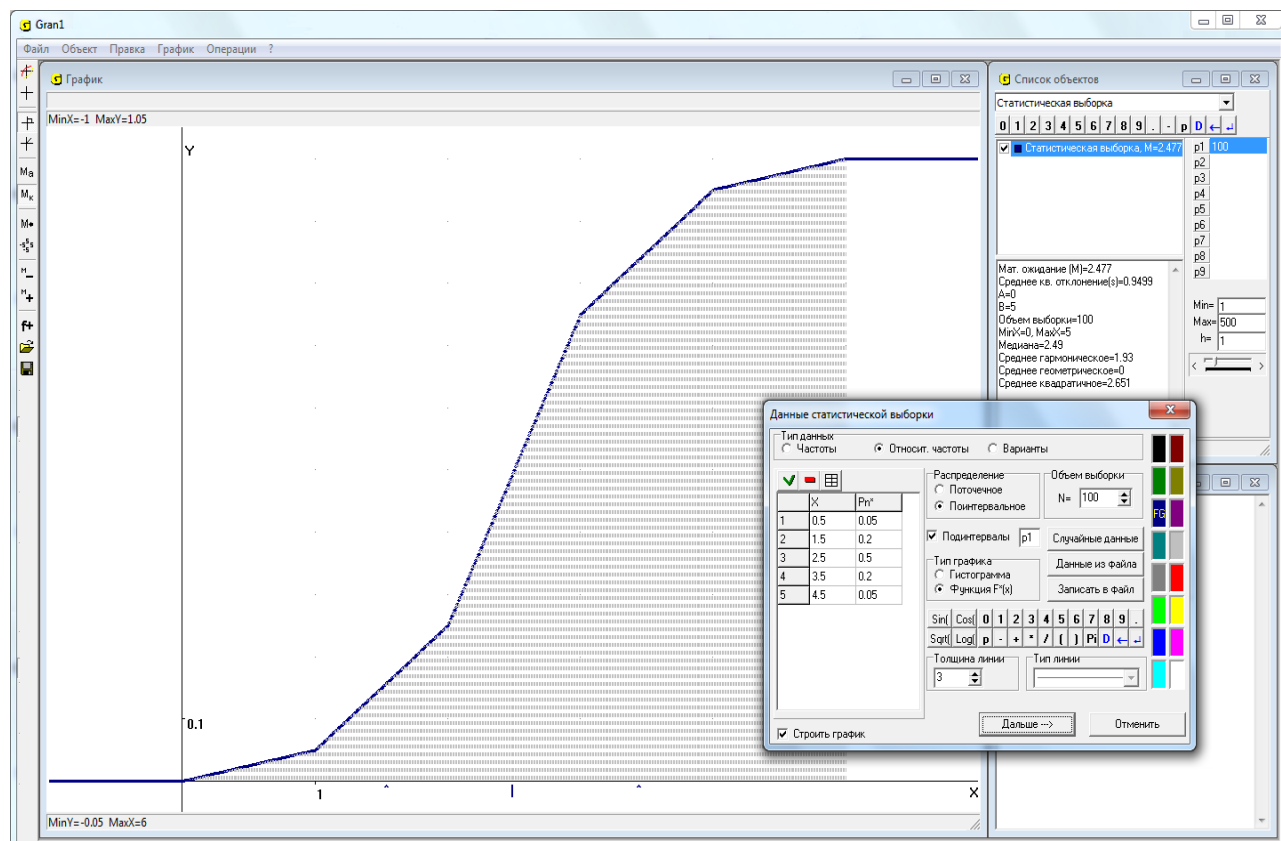 Gran1
Файл Объект Правка График Операции ?
График
MinX=-1 MaxY=1.05
Y
0.1
1
X
MinY=-0.05 MaxX=6
Ma
Mк
M
M
M
f+
Список объектов
Статистическая выборка
0 1 2 3 4 5 6 7 8 9 . - p D ← ↲
Статистическая выборка, M=2.477
p1 100
p2
p3
p4
p5
p6
p7
p8
p9
Мат. ожидание (M)=2.477
Среднее кв. отклонение(s)=0.9499
A=0
B=5
Объем выборки=100
MinX=0, MaxX=5
Медиана=2.49
Среднее гармоническое=1.93
Среднее геометрическое=0
Среднее квадратичное=2.651
Min= 1
Max= 500
h= 1
< >
Данные статистической выборки
Тип данных
Частоты Относит. частоты Варианты
X Pn*
1 0.5 0.05
2 1.5 0.2
3 2.5 0.5
4 3.5 0.2
5 4.5 0.05
Строить график
Распределение
Поточечное
Поинтервальное
Объем выборки
N= 100
Подинтервалы p1
Случайные данные
Тип графика
Гистограмма
Функция F*(x)
Данные из файла
Записать в файл
Sin( Cos( 0 1 2 3 4 5 6 7 8 9 .
Sqrt( Log( p - + * / ( ) Pi D ← ↲
Толщина линии
3
Тип линии
Дальше -->
Отменить
FG